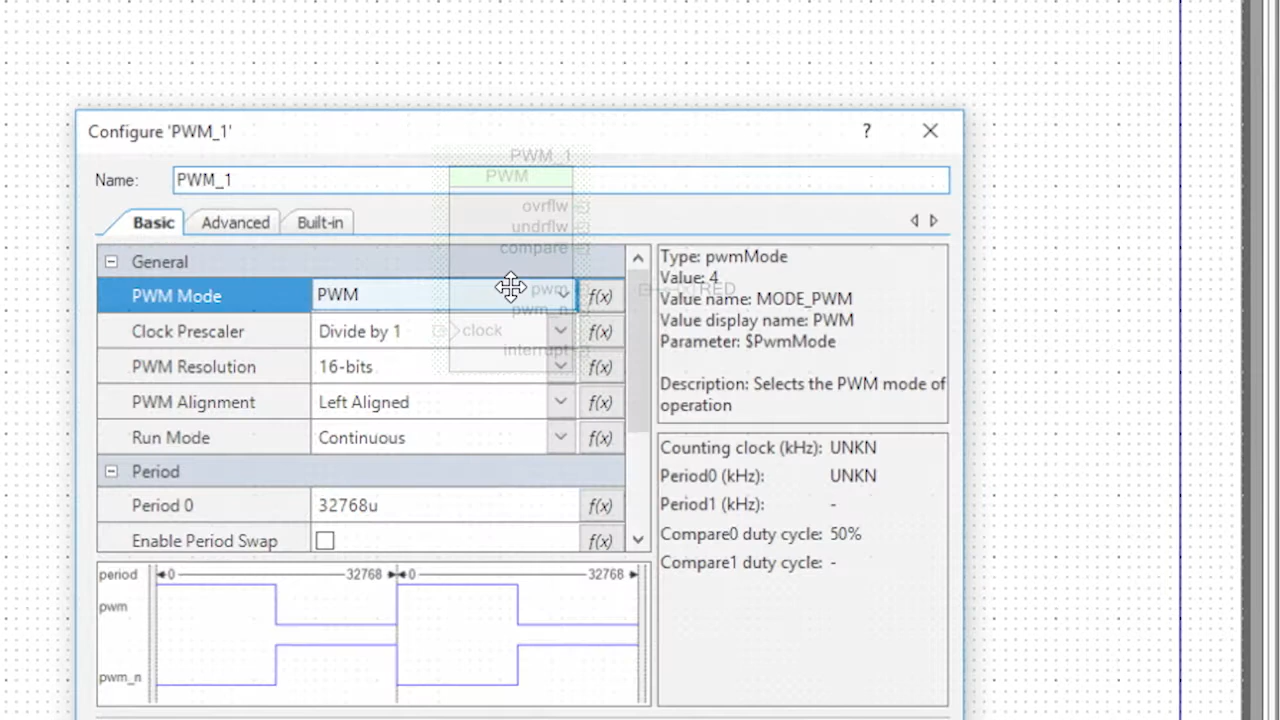 Configure 'PWM_1'
?
Name: PWM_1
PWM_1
PWM
Basic Advanced Built-in
ovrflw
undrflw
compare
pwm
pwm_n
clock
interrupt
RED
General
PWM Mode PWM f(x)
Clock Prescaler Divide by 1 f(x)
PWM Resolution 16-bits f(x)
PWM Alignment Left Aligned f(x)
Run Mode Continuous f(x)
Period
Period 0 32768u f(x)
Enable Period Swap f(x)
Type: pwmMode
Value: 4
Value name: MODE_PWM
Value display name: PWM
Parameter: $PwmMode
Description: Selects the PWM mode of
operation
Counting clock (kHz): UNKN
Period0 (kHz): UNKN
Period1 (kHz): -
Compare0 duty cycle: 50%
Compare1 duty cycle: -
period 0 32768 0 32768
pwm
pwm_n